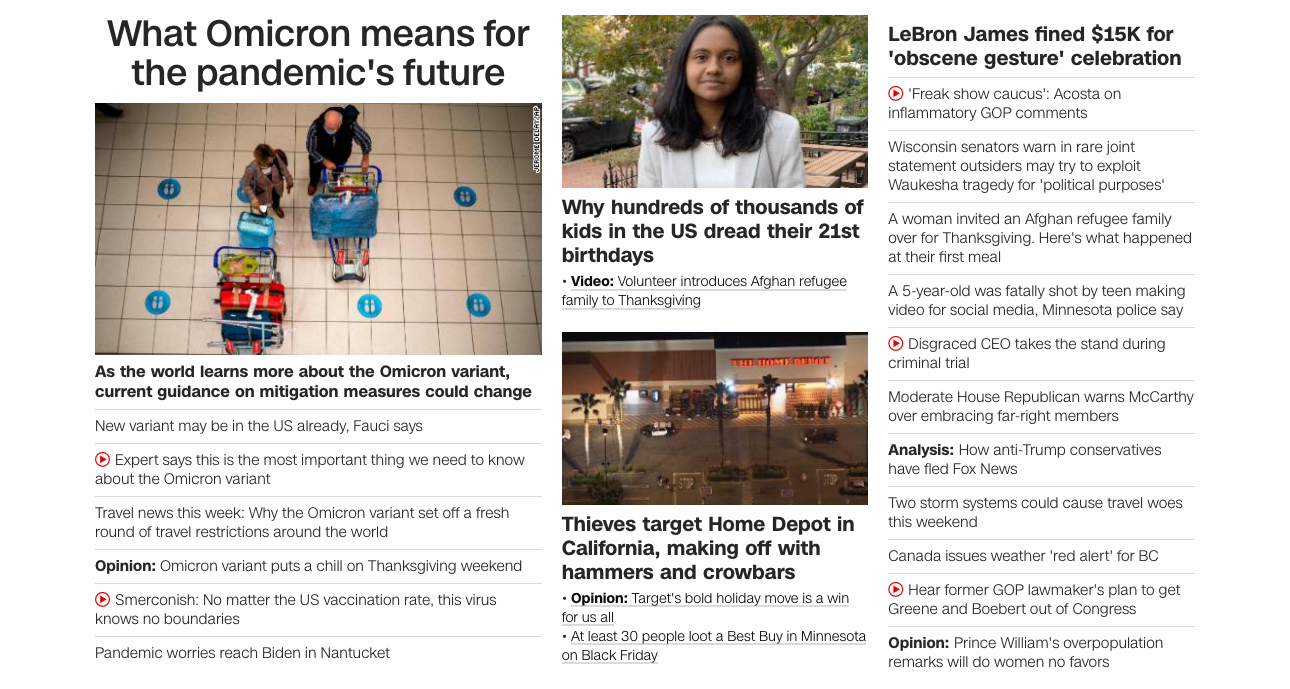 What Omicron means for
the pandemic's future
JEROME DELAY/AP
As the world learns more about the Omicron variant,
current guidance on mitigation measures could change
New variant may be in the US already, Fauci says
Expert says this is the most important thing we need to know
about the Omicron variant
Travel news this week: Why the Omicron variant set off a fresh
round of travel restrictions around the world
Opinion: Omicron variant puts a chill on Thanksgiving weekend
Smerconish: No matter the US vaccination rate, this virus
knows no boundaries
Pandemic worries reach Biden in Nantucket
Why hundreds of thousands of
kids in the US dread their 21st
birthdays
• Video: Volunteer introduces Afghan refugee
family to Thanksgiving
THE HOME DEPOT
STOP
STOP
Thieves target Home Depot in
California, making off with
hammers and crowbars
• Opinion: Target's bold holiday move is a win
for us all
• At least 30 people loot a Best Buy in Minnesota
on Black Friday
LeBron James fined $15K for
'obscene gesture' celebration
'Freak show caucus': Acosta on
inflammatory GOP comments
Wisconsin senators warn in rare joint
statement outsiders may try to exploit
Waukesha tragedy for 'political purposes'
A woman invited an Afghan refugee family
over for Thanksgiving. Here's what happened
at their first meal
A 5-year-old was fatally shot by teen making
video for social media, Minnesota police say
Disgraced CEO takes the stand during
criminal trial
Moderate House Republican warns McCarthy
over embracing far-right members
Analysis: How anti-Trump conservatives
have fled Fox News
Two storm systems could cause travel woes
this weekend
Canada issues weather 'red alert' for BC
Hear former GOP lawmaker's plan to get
Greene and Boebert out of Congress
Opinion: Prince William's overpopulation
remarks will do women no favors